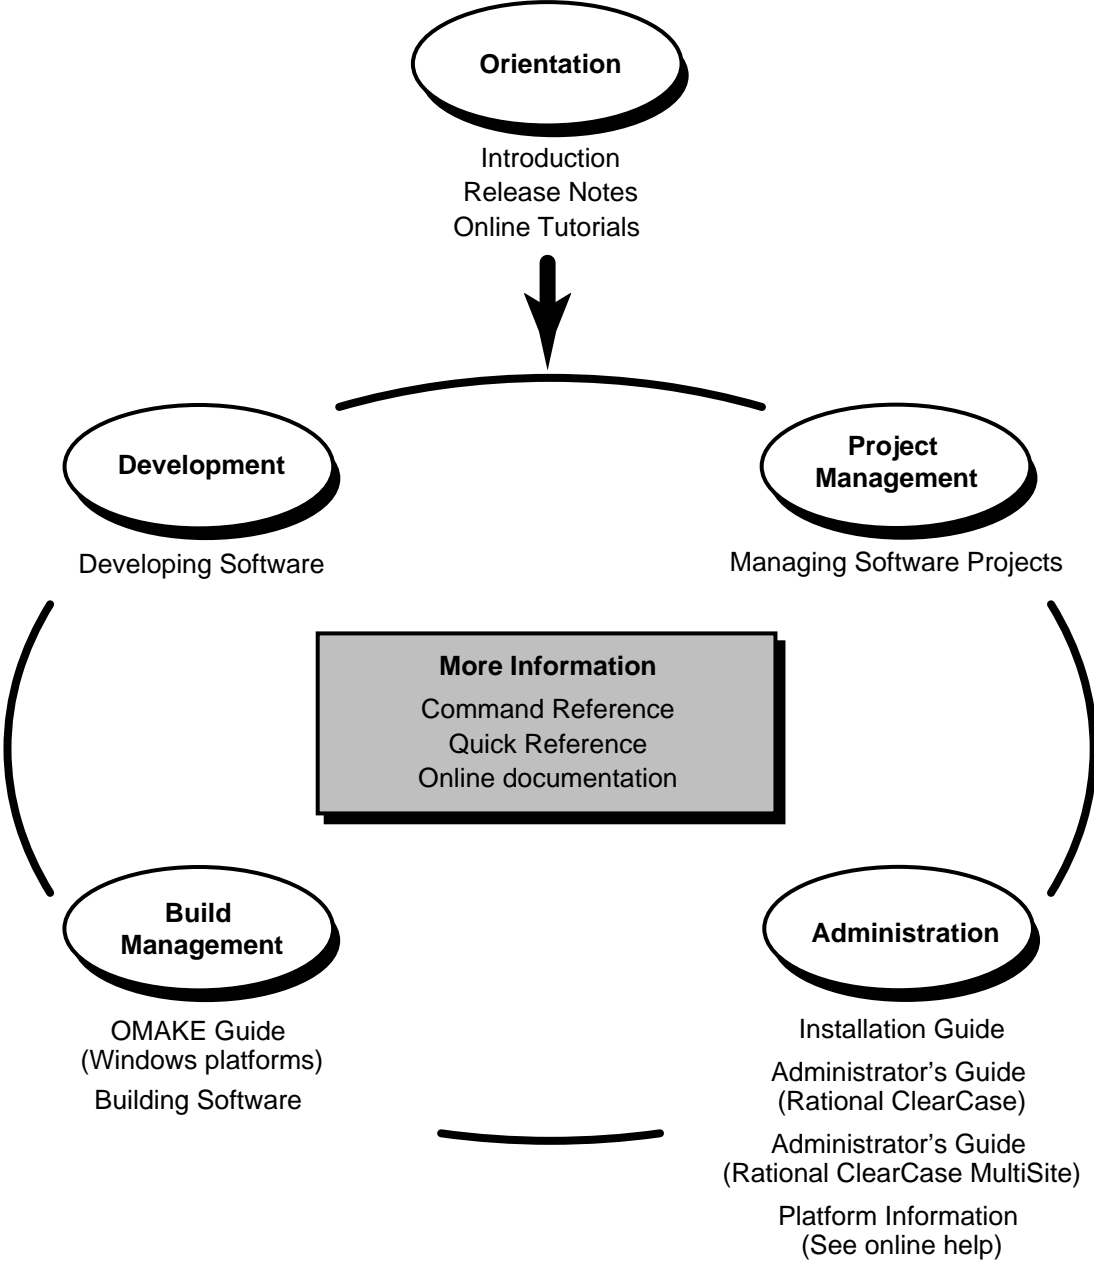 Orientation
Introduction
Release Notes
Online Tutorials
Development
Developing Software
Project
Management
Managing Software Projects
More Information
Command Reference
Quick Reference
Online documentation
Build
Management
OMAKE Guide
(Windows platforms)
Building Software
Administration
Installation Guide
Administrator’s Guide
(Rational ClearCase)
Administrator’s Guide
(Rational ClearCase MultiSite)
Platform Information
(See online help)